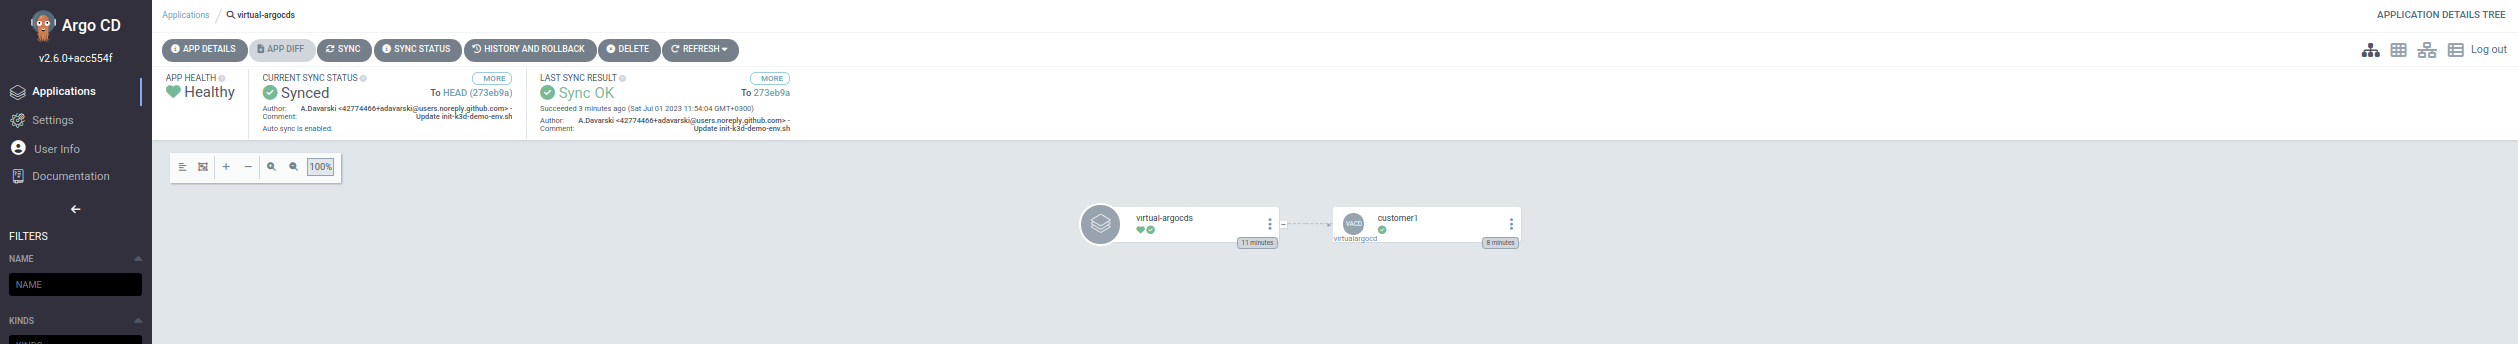 Argo CD
v2.6.0+acc554f
Applications
Settings
User Info
Documentation
FILTERS
NAME
NAME
KINDS
Applications / virtual-argocds
APPLICATION DETAILS TREE
APP DETAILS APP DIFF SYNC SYNC STATUS HISTORY AND ROLLBACK DELETE REFRESH
Log out
APP HEALTH
Healthy
CURRENT SYNC STATUS MORE
Synced To HEAD (273eb9a)
Author: A.Davarski <42774466+adavarski@users.noreply.github.com> -
Comment: Update init-k3d-demo-env.sh
Auto sync is enabled.
LAST SYNC RESULT MORE
Sync OK To 273eb9a
Succeeded 3 minutes ago (Sat Jul 01 2023 11:54:04 GMT+0300)
Author: A.Davarski <42774466+adavarski@users.noreply.github.com> -
Comment: Update init-k3d-demo-env.sh
100%
virtual-argocds
11 minutes
VACD
virtualargocd
customer1
8 minutes